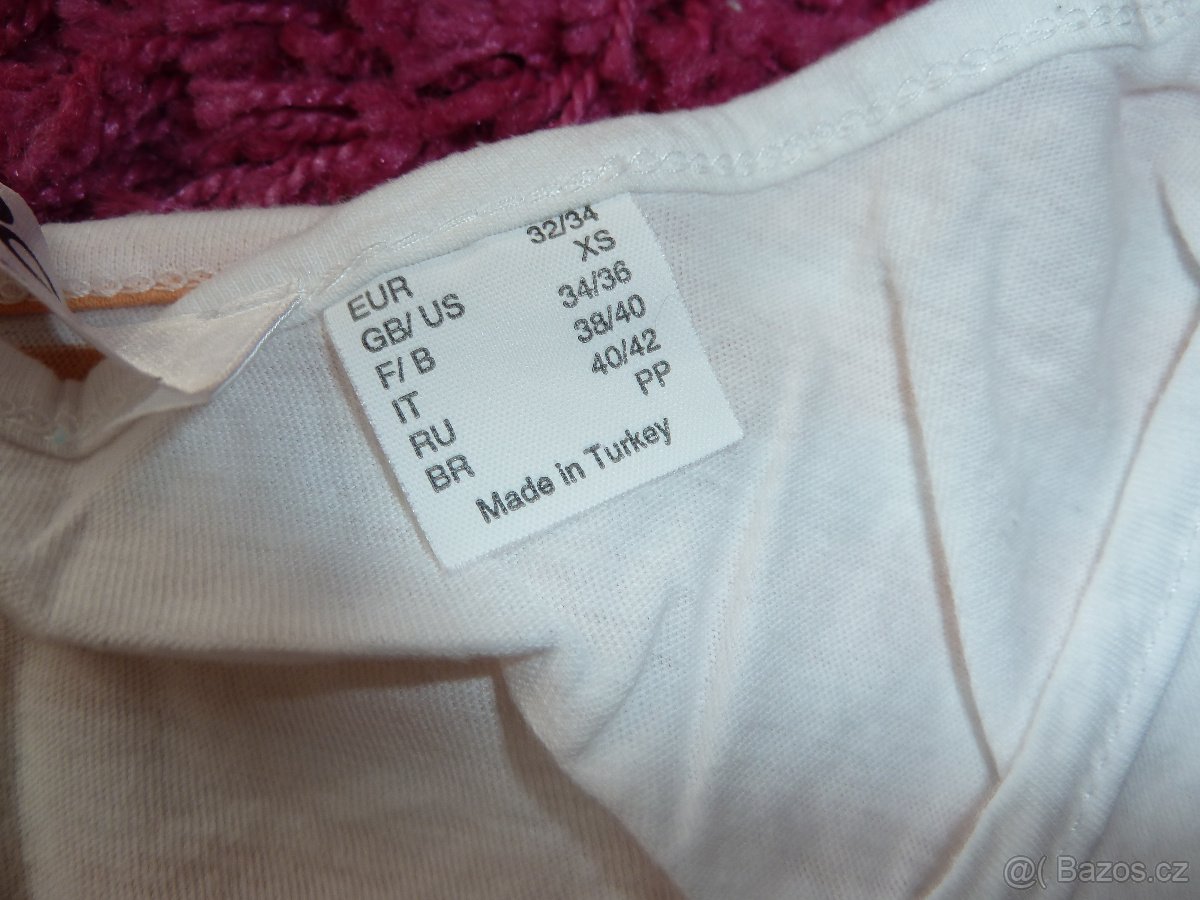 EUR 32/34
GB/ US XS
F/ B 34/36
IT 38/40
RU 40/42
BR PP
Made in Turkey
@( Bazos.cz